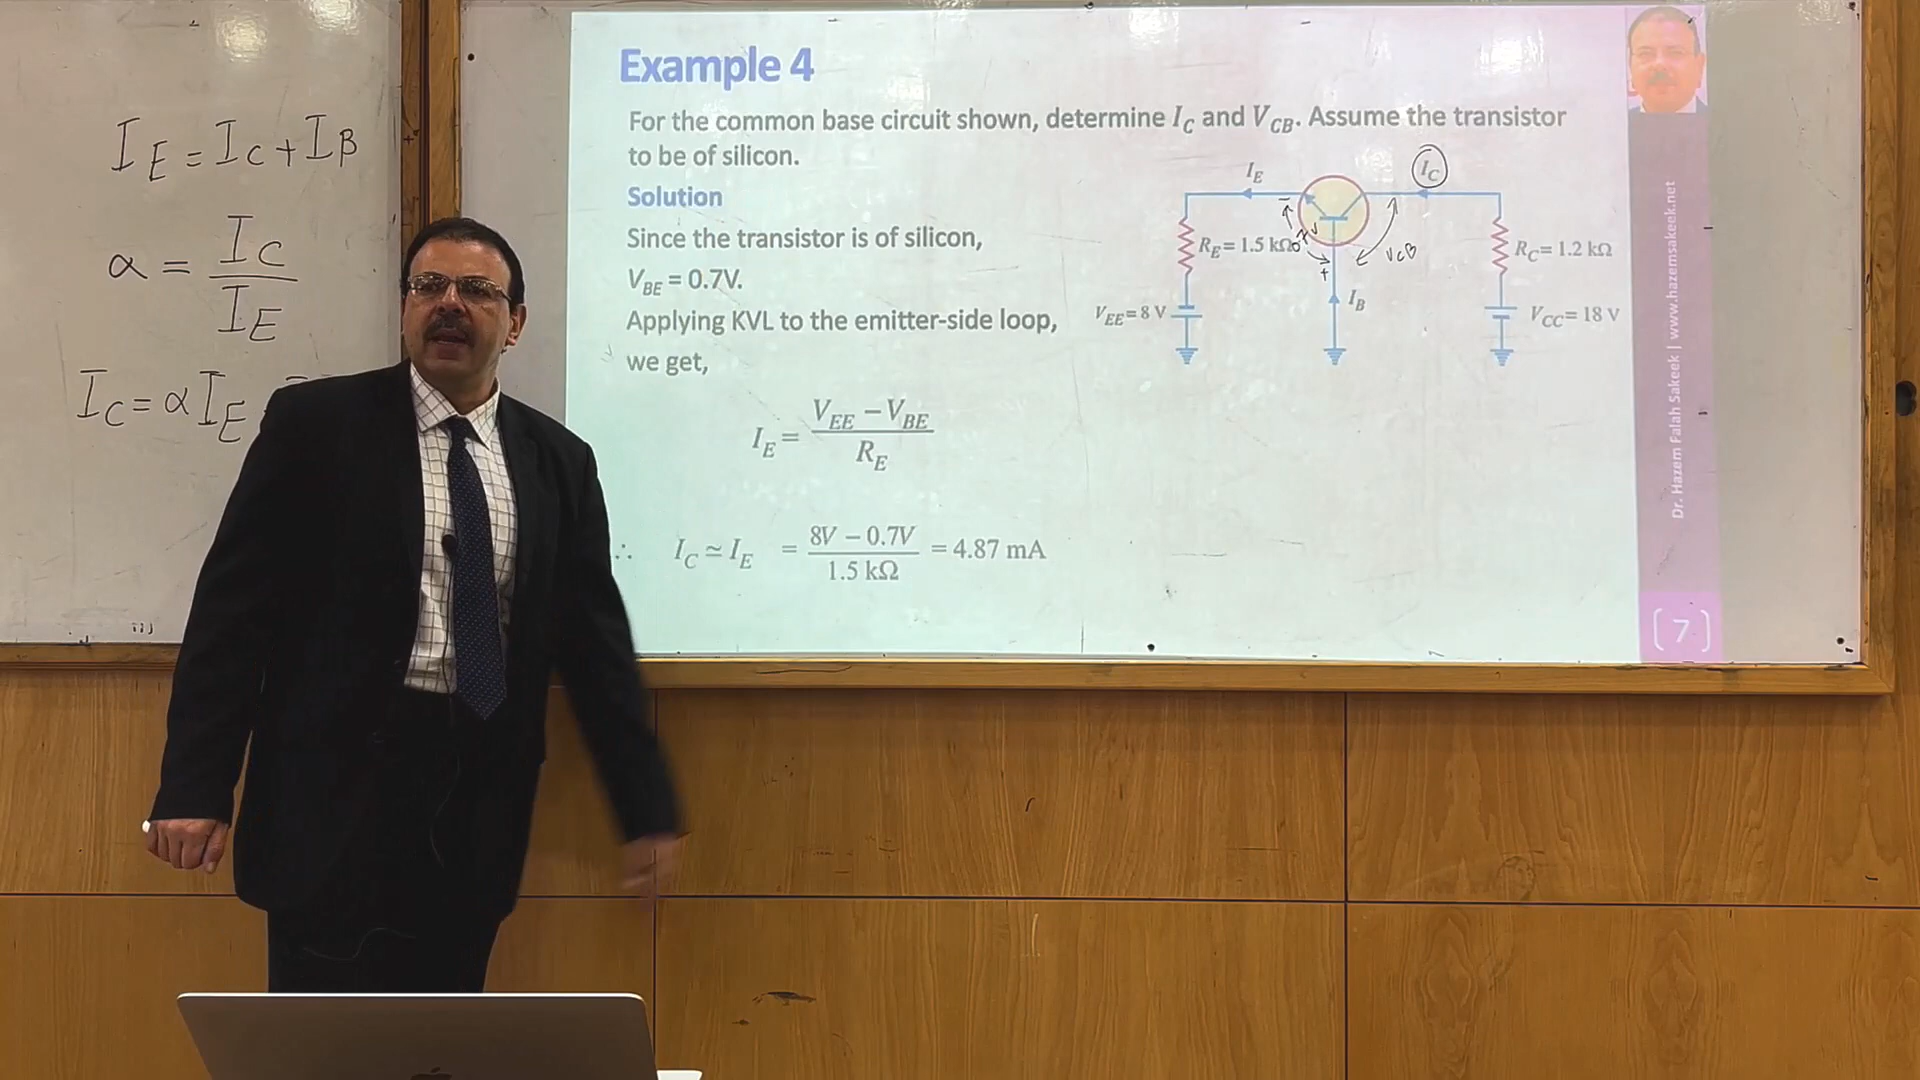 I_E = I_C + I_B
α = I_C / I_E
I_C = α I_E
Example 4
For the common base circuit shown, determine I_C and V_CB. Assume the transistor
to be of silicon.
Solution
Since the transistor is of silicon,
V_BE = 0.7V.
Applying KVL to the emitter-side loop,
we get,
I_E = (V_EE − V_BE) / R_E
∴ I_C ≃ I_E = (8V − 0.7V) / 1.5 kΩ = 4.87 mA
I_E
I_C
R_E = 1.5 kΩ
VCB
R_C = 1.2 kΩ
− +
I_B
V_EE = 8 V
V_CC = 18 V
Dr. Hazem Falah Sakeek | www.hazemsakeek.net
[ 7 ]